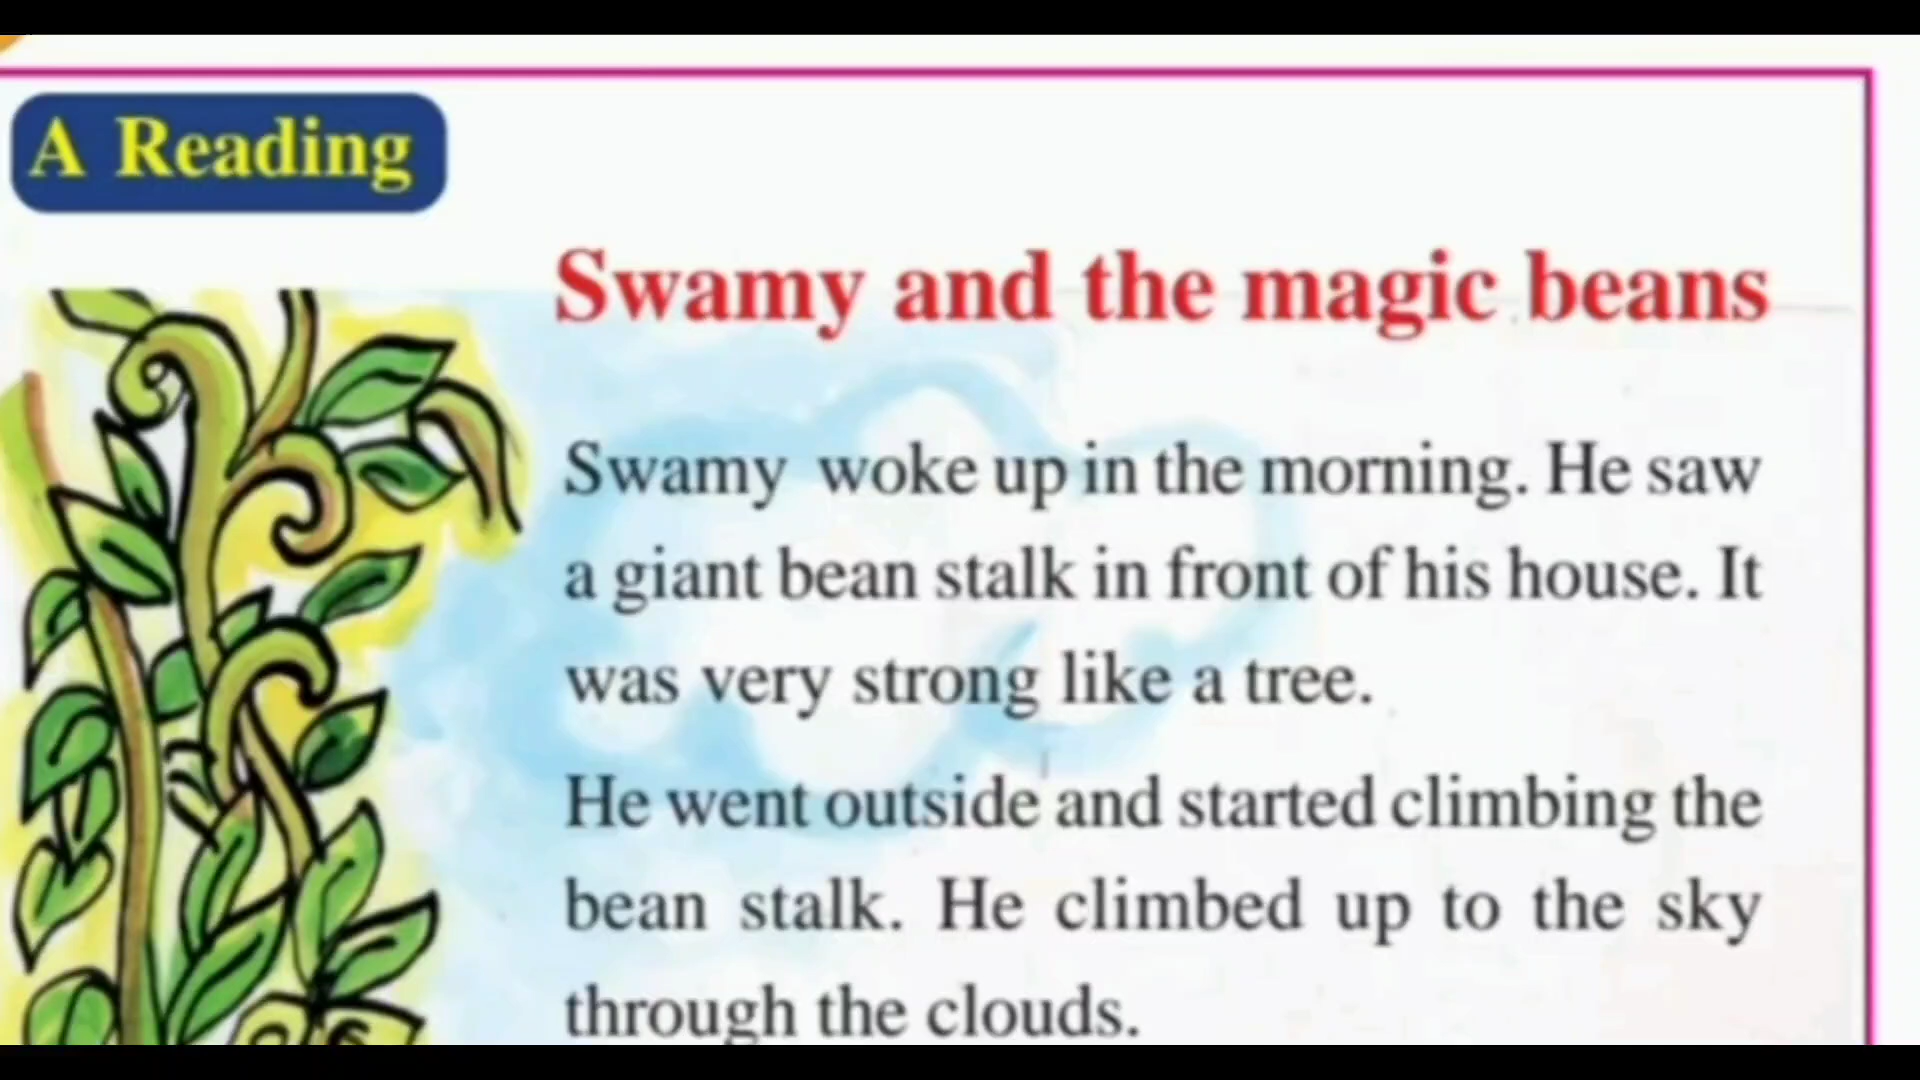 A Reading
Swamy and the magic beans
Swamy woke up in the morning. He saw
a giant bean stalk in front of his house. It
was very strong like a tree.
He went outside and started climbing the
bean stalk. He climbed up to the sky
through the clouds.